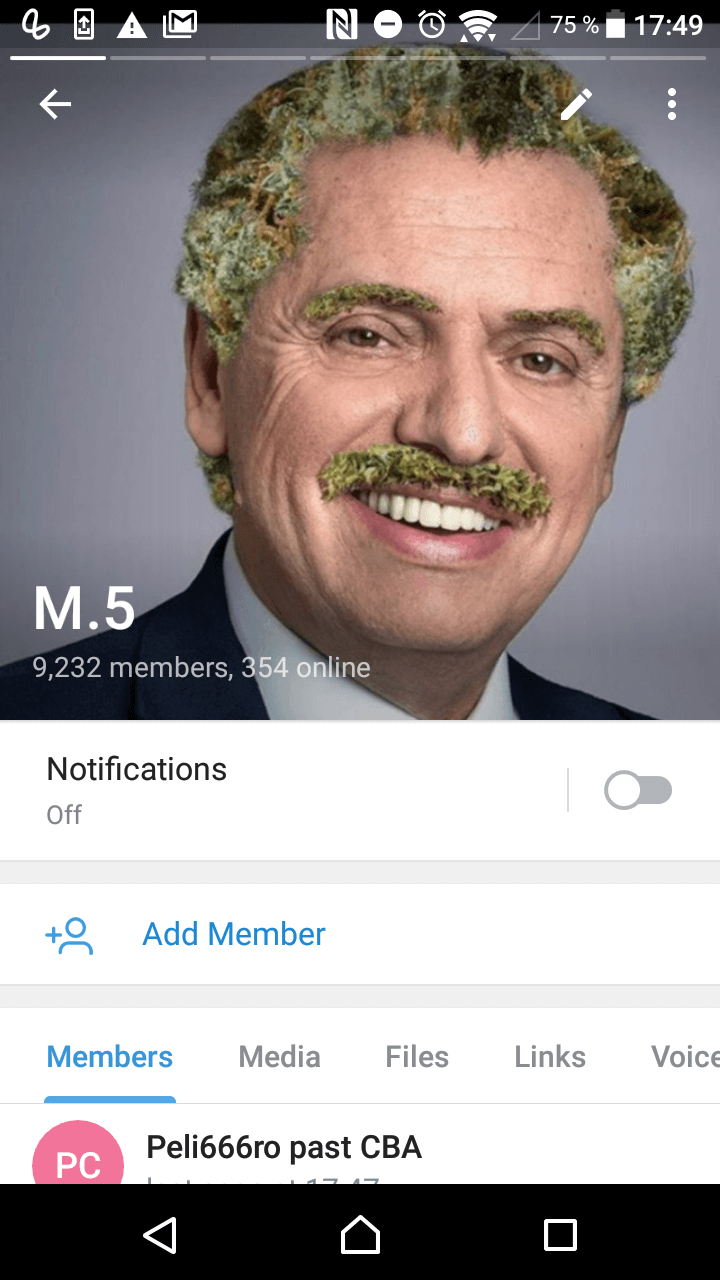 75 % 17:49
M.5
9,232 members, 354 online
Notifications
Off
Add Member
Members Media Files Links Voice
PC Peli666ro past CBA